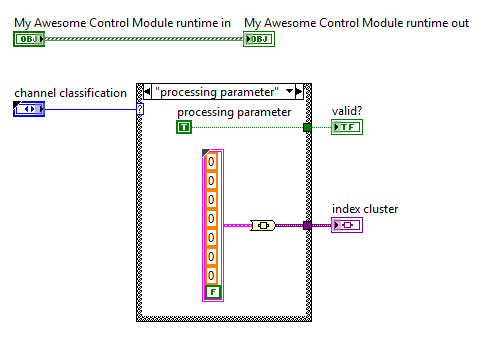 My Awesome Control Module runtime in
My Awesome Control Module runtime out
OBJ
OBJ
channel classification
"processing parameter"
?
processing parameter
T
valid?
TF
0
0
0
0
0
0
0
F
index cluster